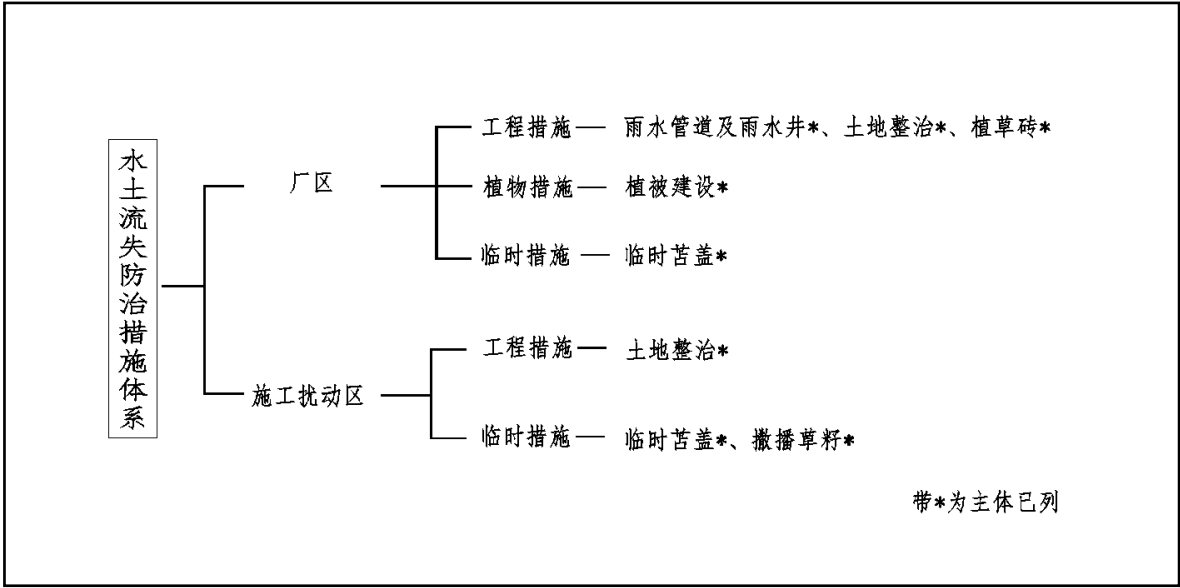 水土流失防治措施体系
厂区
工程措施 — 雨水管道及雨水井*、土地整治*、植草砖*
植物措施 — 植被建设*
临时措施 — 临时苫盖*
施工扰动区
工程措施 — 土地整治*
临时措施 — 临时苫盖*、撒播草籽*
带*为主体已列